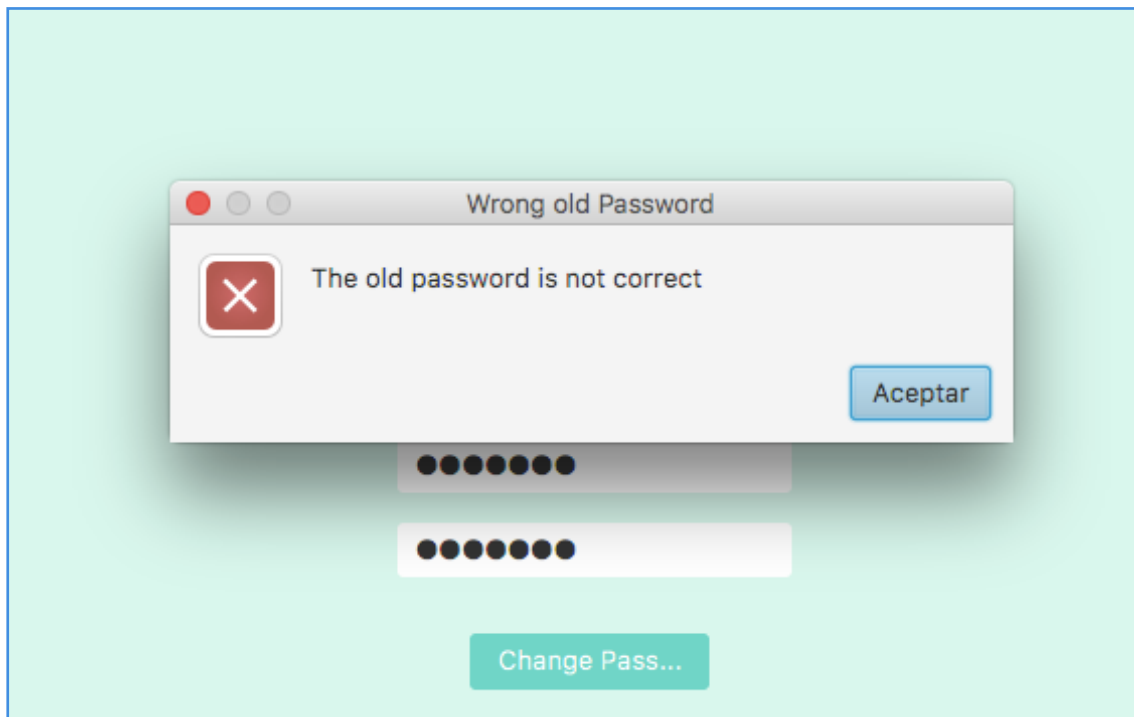 Wrong old Password
The old password is not correct
Aceptar
●●●●●●●
●●●●●●●
Change Pass...